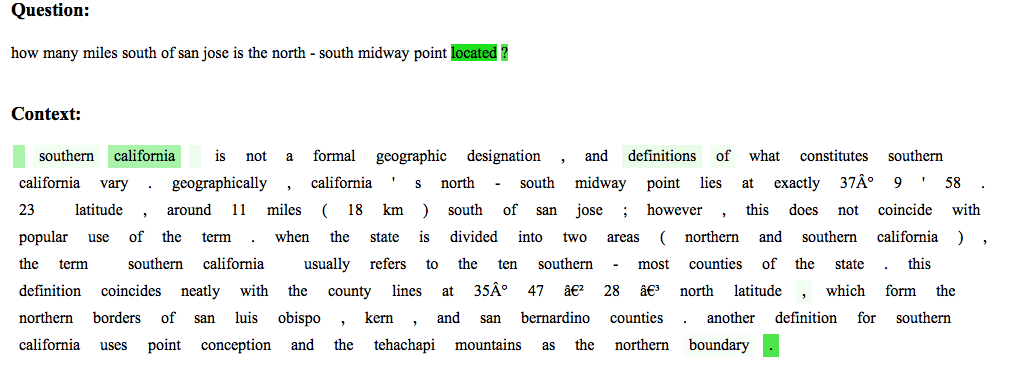 Question:
how many miles south of san jose is the north - south midway point located ?
Context:
southern california is not a formal geographic designation , and definitions of what constitutes southern
california vary . geographically , california ' s north - south midway point lies at exactly 37Â° 9 ' 58 .
23 latitude , around 11 miles ( 18 km ) south of san jose ; however , this does not coincide with
popular use of the term . when the state is divided into two areas ( northern and southern california ) ,
the term southern california usually refers to the ten southern - most counties of the state . this
definition coincides neatly with the county lines at 35Â° 47 â€² 28 â€³ north latitude , which form the
northern borders of san luis obispo , kern , and san bernardino counties . another definition for southern
california uses point conception and the tehachapi mountains as the northern boundary .